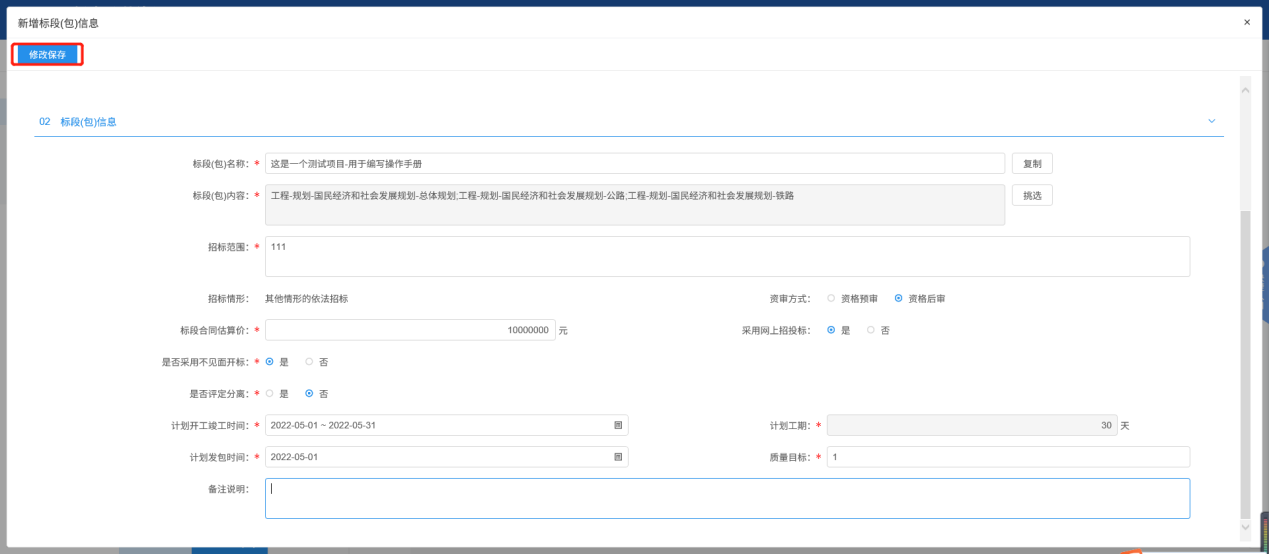 新增标段(包)信息
×
修改保存
02 标段(包)信息
标段(包)名称: * 这是一个测试项目-用于编写操作手册 复制
标段(包)内容: * 工程-规划-国民经济和社会发展规划-总体规划;工程-规划-国民经济和社会发展规划-公路;工程-规划-国民经济和社会发展规划-铁路 挑选
招标范围: * 111
招标情形: 其他情形的依法招标 资审方式: 资格预审 资格后审
标段合同估算价: * 10000000 元 采用网上招投标: 是 否
是否采用不见面开标: * 是 否
是否评定分离: * 是 否
计划开工竣工时间: * 2022-05-01 ~ 2022-05-31 计划工期: * 30 天
计划发包时间: * 2022-05-01 质量目标: * 1
备注说明: